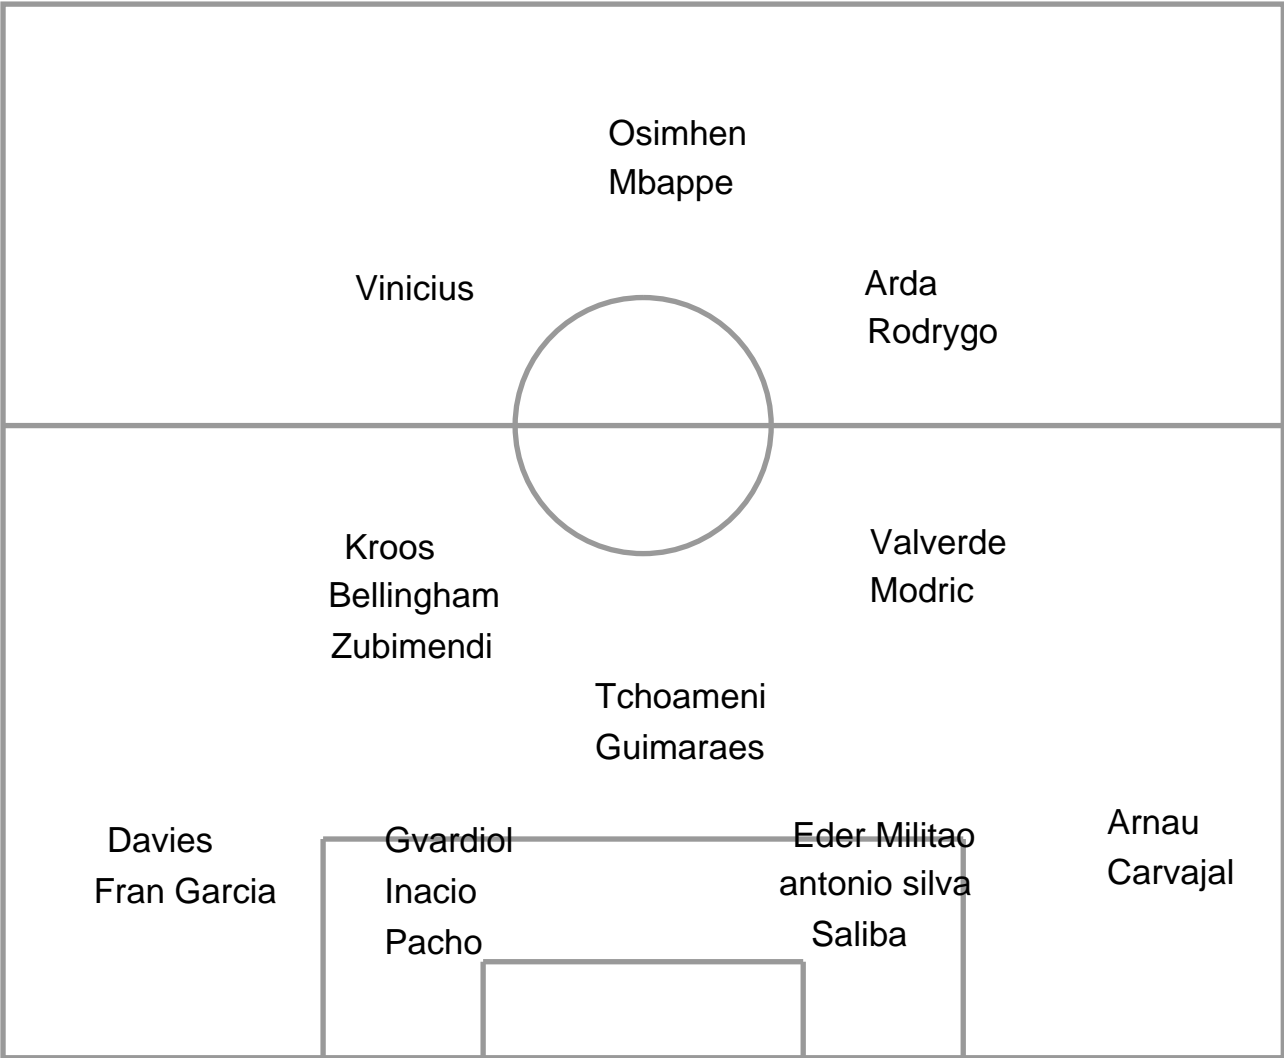 Osimhen
Mbappe
Vinicius
Arda
Rodrygo
Kroos
Bellingham
Zubimendi
Valverde
Modric
Tchoameni
Guimaraes
Davies
Fran Garcia
Gvardiol
Inacio
Pacho
Eder Militao
antonio silva
Saliba
Arnau
Carvajal